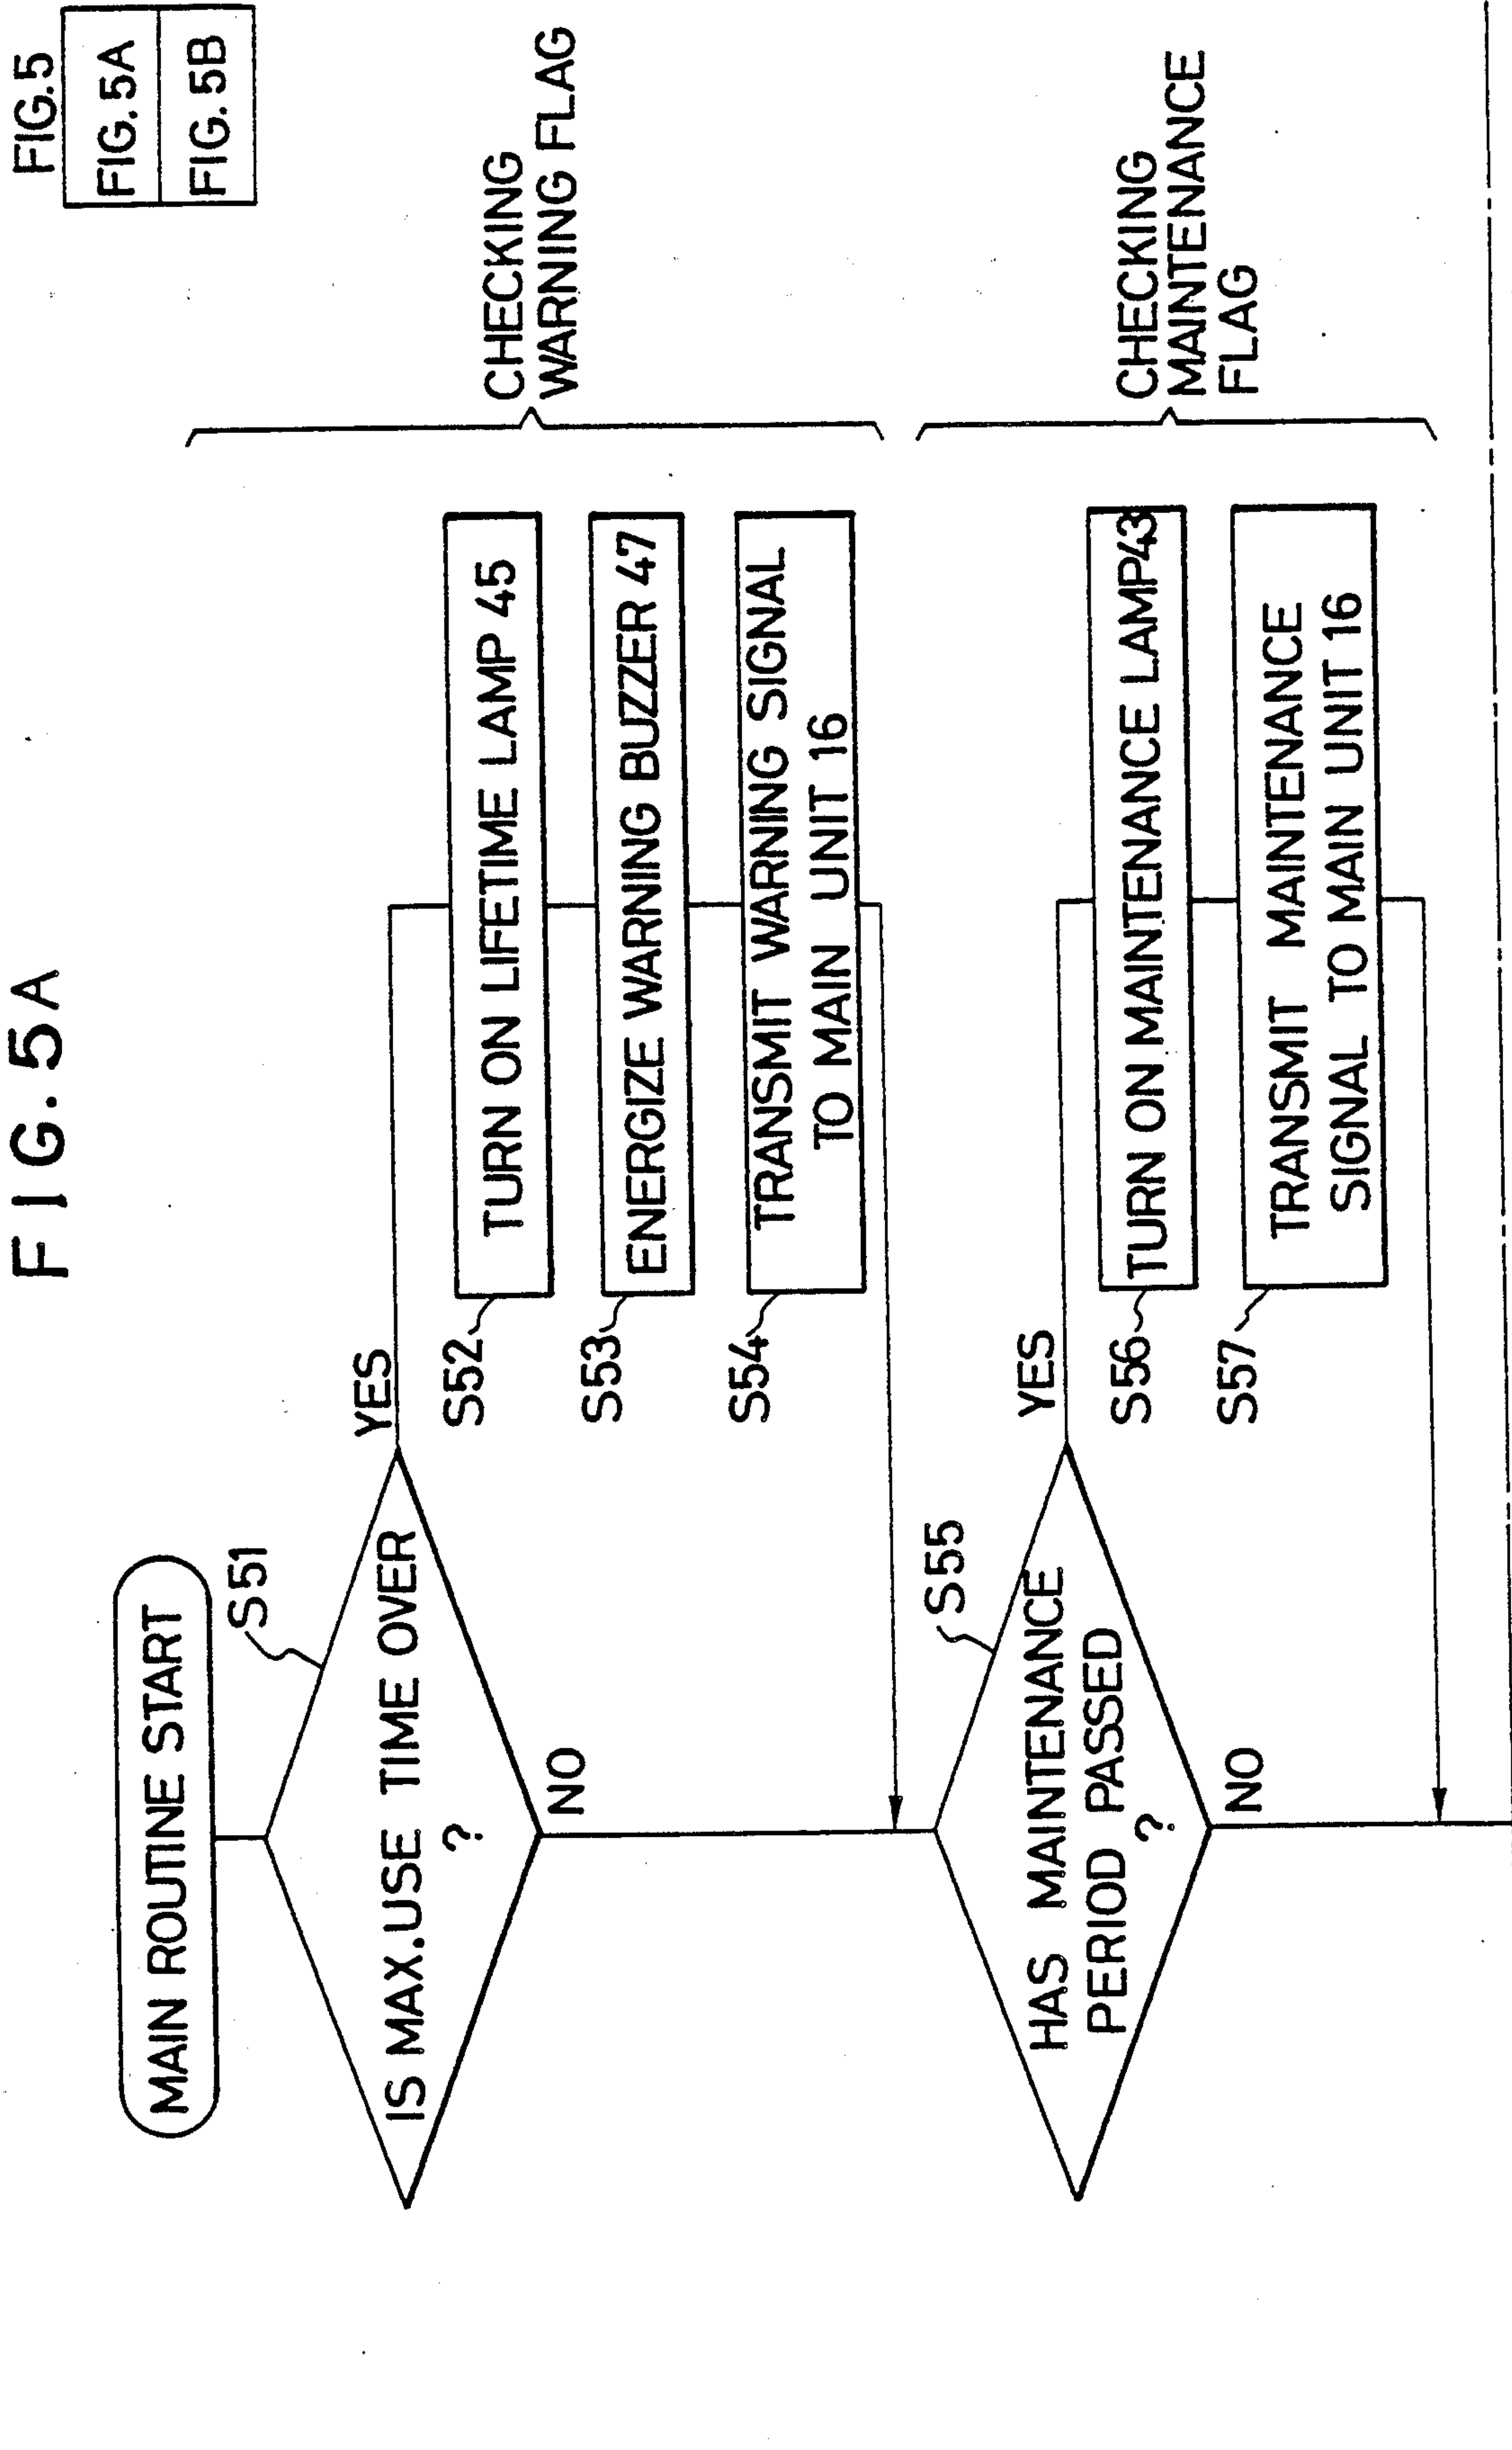 FIG. 5A
FIG.5
FIG. 5A
FIG. 5B
MAIN ROUTINE START
S51
IS MAX.USE TIME OVER
?
YES
NO
S52
TURN ON LIFETIME LAMP 45
S53
ENERGIZE WARNING BUZZER 47
S54
TRANSMIT WARNING SIGNAL
TO MAIN UNIT 16
CHECKING
WARNING FLAG
S55
HAS MAINTENANCE
PERIOD PASSED
?
YES
NO
S56
TURN ON MAINTENANCE LAMP43
S57
TRANSMIT MAINTENANCE
SIGNAL TO MAIN UNIT 16
CHECKING
MAINTENANCE
FLAG